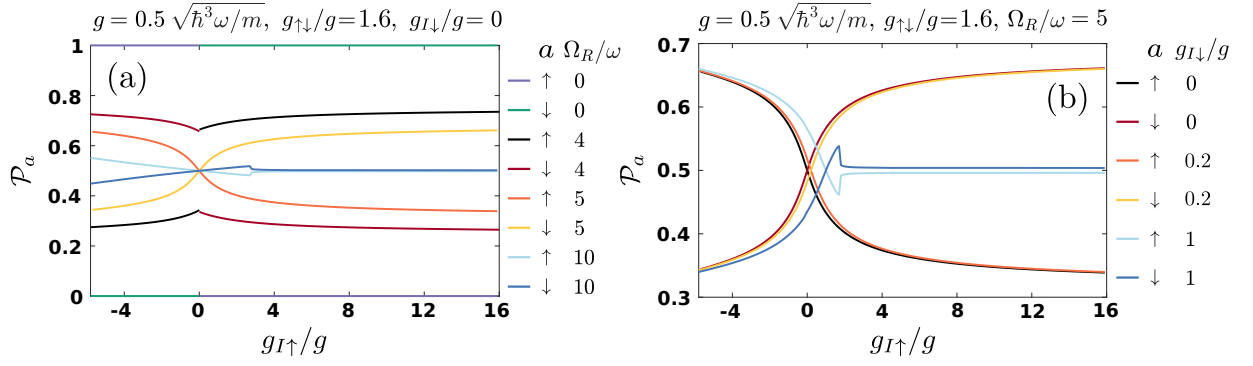 g = 0.5 √ħ³ω/m, g↑↓/g=1.6, gI↓/g= 0
(a)
a ΩR/ω
↑ 0
↓ 0
↑ 4
↓ 4
↑ 5
↓ 5
↑ 10
↓ 10
1
0.8
0.6
0.4
0.2
0
𝒫a
-4 0 4 8 12 16
gI↑/g
g = 0.5 √ħ³ω/m, g↑↓/g=1.6, ΩR/ω = 5
(b)
a gI↓/g
↑ 0
↓ 0
↑ 0.2
↓ 0.2
↑ 1
↓ 1
0.7
0.6
0.5
0.4
0.3
𝒫a
-4 0 4 8 12 16
gI↑/g